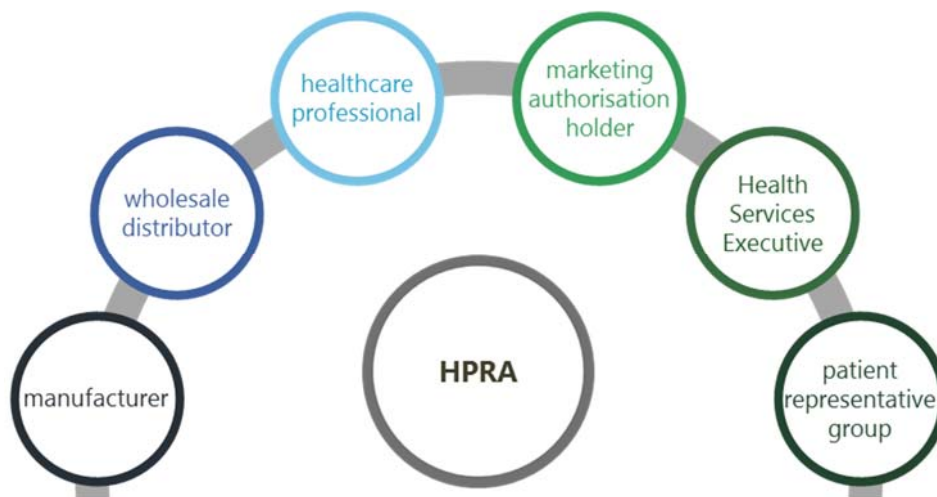 healthcare
professional
marketing
authorisation
holder
wholesale
distributor
Health
Services
Executive
manufacturer
HPRA
patient
representative
group